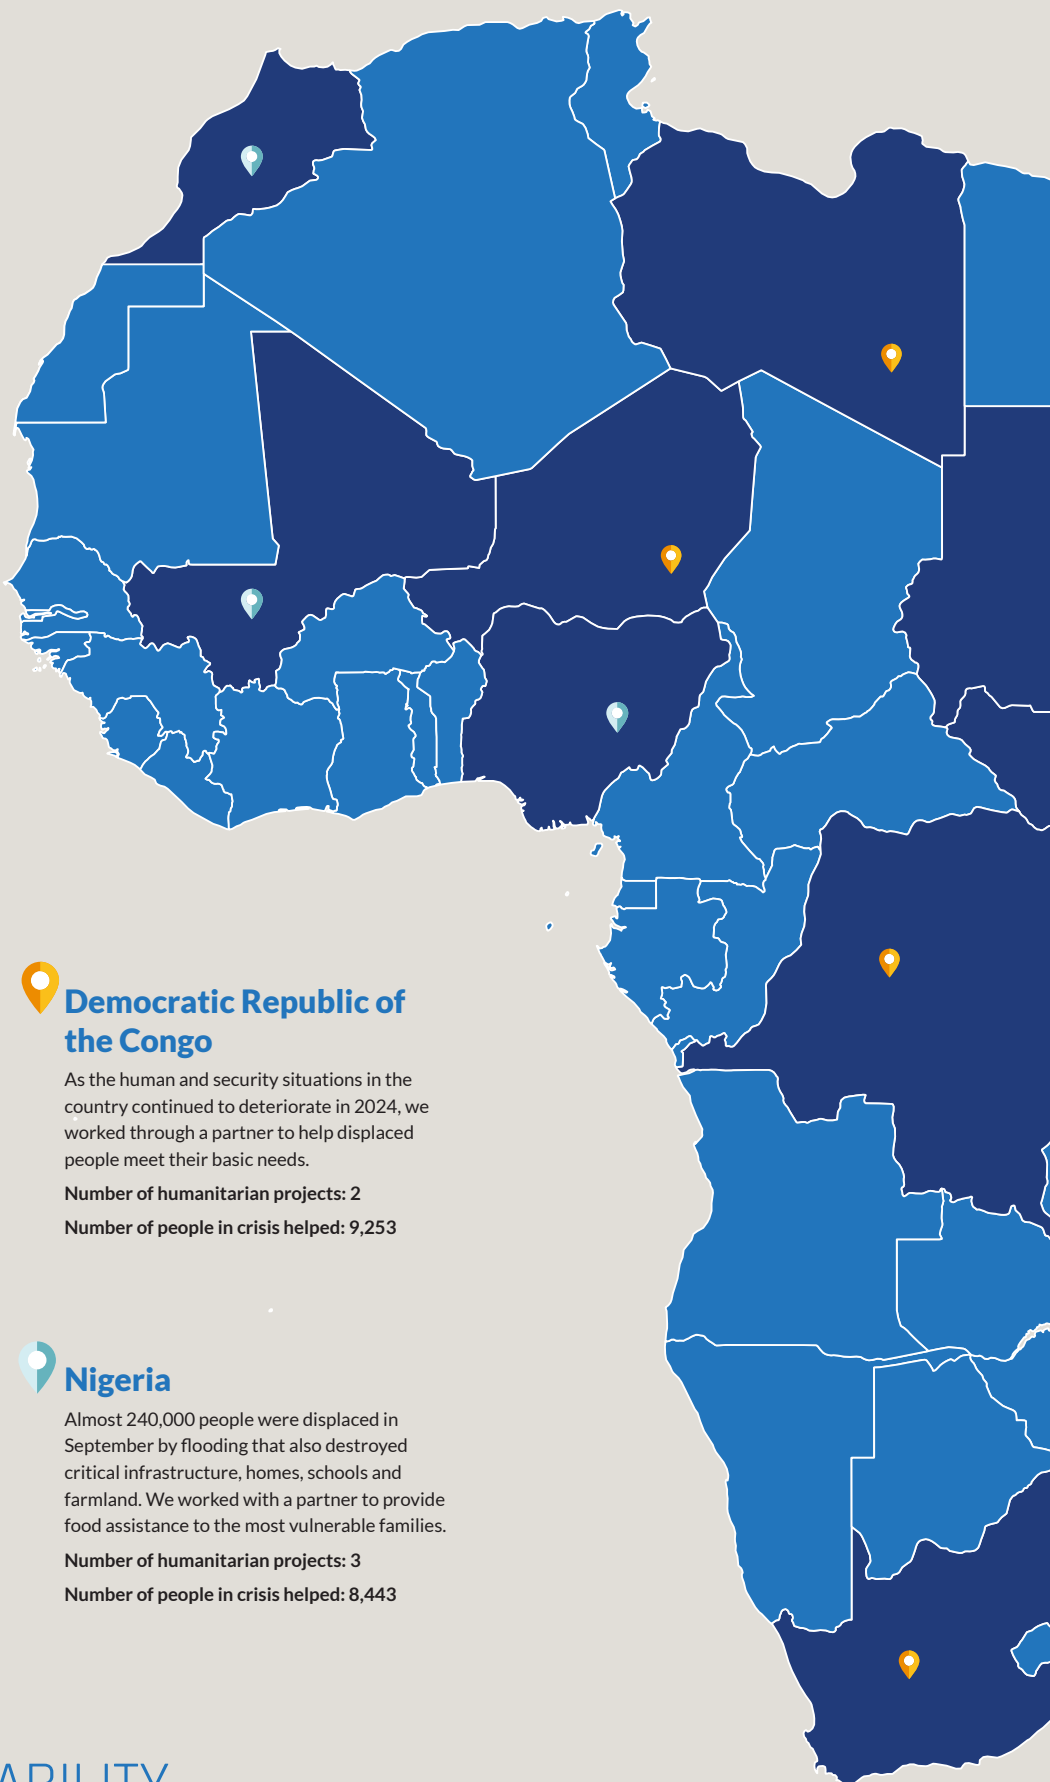 Democratic Republic of
the Congo
As the human and security situations in the
country continued to deteriorate in 2024, we
worked through a partner to help displaced
people meet their basic needs.
Number of humanitarian projects: 2
Number of people in crisis helped: 9,253
Nigeria
Almost 240,000 people were displaced in
September by flooding that also destroyed
critical infrastructure, homes, schools and
farmland. We worked with a partner to provide
food assistance to the most vulnerable families.
Number of humanitarian projects: 3
Number of people in crisis helped: 8,443